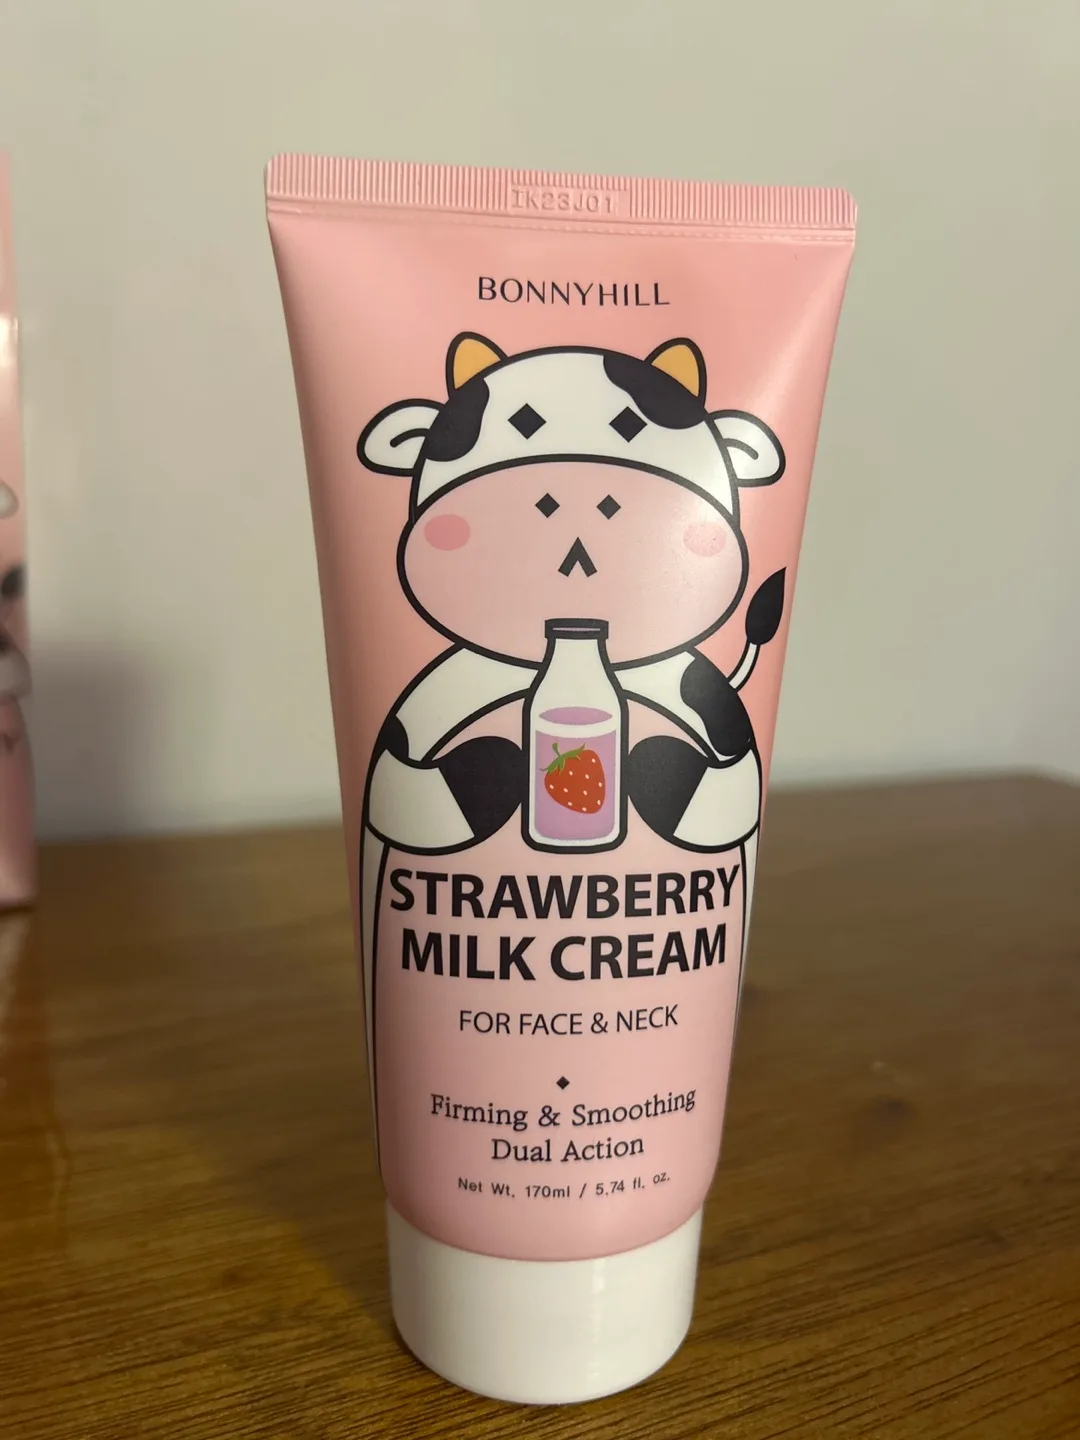 IK23J01
BONNYHILL
STRAWBERRY
MILK CREAM
FOR FACE & NECK
Firming & Smoothing
Dual Action
Net Wt. 170ml / 5.74 fl. oz.